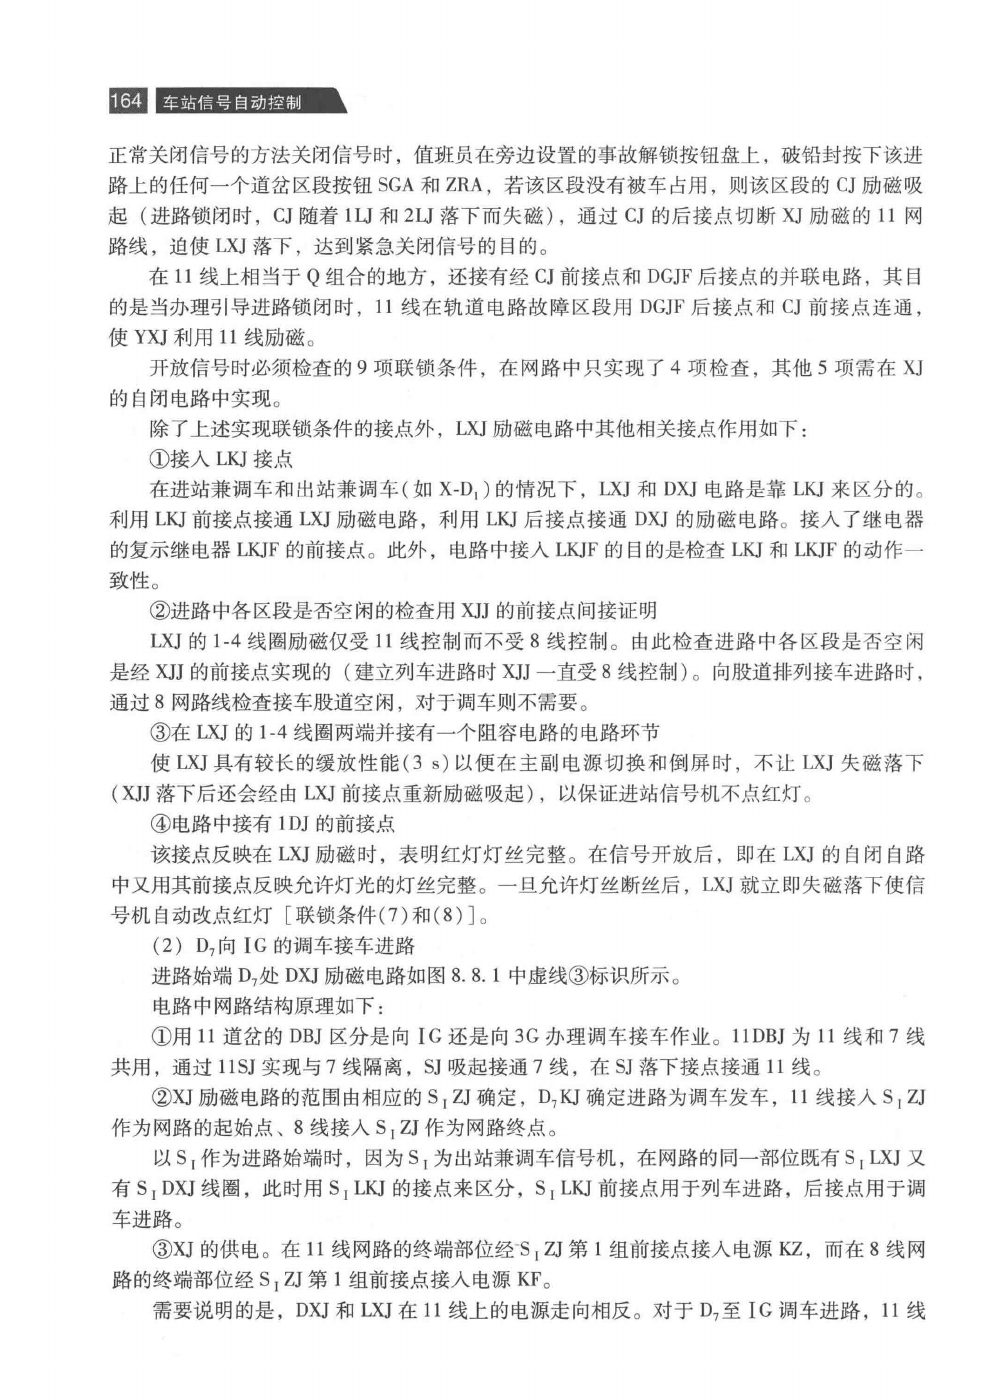 164 车站信号自动控制
正常关闭信号的方法关闭信号时，值班员在旁边设置的事故解锁按钮盘上，破铅封按下该进
路上的任何一个道岔区段按钮 SGA 和 ZRA，若该区段没有被车占用，则该区段的 CJ 励磁吸
起（进路锁闭时，CJ 随着 1LJ 和 2LJ 落下而失磁），通过 CJ 的后接点切断 XJ 励磁的 11 网
路线，迫使 LXJ 落下，达到紧急关闭信号的目的。
在 11 线上相当于 Q 组合的地方，还接有经 CJ 前接点和 DGJF 后接点的并联电路，其目
的是当办理引导进路锁闭时，11 线在轨道电路故障区段用 DGJF 后接点和 CJ 前接点连通，
使 YXJ 利用 11 线励磁。
开放信号时必须检查的 9 项联锁条件，在网路中只实现了 4 项检查，其他 5 项需在 XJ
的自闭电路中实现。
除了上述实现联锁条件的接点外，LXJ 励磁电路中其他相关接点作用如下：
①接入 LKJ 接点
在进站兼调车和出站兼调车（如 X-D₁）的情况下，LXJ 和 DXJ 电路是靠 LKJ 来区分的。
利用 LKJ 前接点接通 LXJ 励磁电路，利用 LKJ 后接点接通 DXJ 的励磁电路。接入了继电器
的复示继电器 LKJF 的前接点。此外，电路中接入 LKJF 的目的是检查 LKJ 和 LKJF 的动作一
致性。
②进路中各区段是否空闲的检查用 XJJ 的前接点间接证明
LXJ 的 1-4 线圈励磁仅受 11 线控制而不受 8 线控制。由此检查进路中各区段是否空闲
是经 XJJ 的前接点实现的（建立列车进路时 XJJ 一直受 8 线控制）。向股道排列接车进路时，
通过 8 网路线检查接车股道空闲，对于调车则不需要。
③在 LXJ 的 1-4 线圈两端并接有一个阻容电路的电路环节
使 LXJ 具有较长的缓放性能（3 s）以便在主副电源切换和倒屏时，不让 LXJ 失磁落下
（XJJ 落下后还会经由 LXJ 前接点重新励磁吸起），以保证进站信号机不点红灯。
④电路中接有 1DJ 的前接点
该接点反映在 LXJ 励磁时，表明红灯灯丝完整。在信号开放后，即在 LXJ 的自闭自路
中又用其前接点反映允许灯光的灯丝完整。一旦允许灯丝断丝后，LXJ 就立即失磁落下使信
号机自动改点红灯［联锁条件（7）和（8）］。
（2）D₇向 ⅠG 的调车接车进路
进路始端 D₇处 DXJ 励磁电路如图 8.8.1 中虚线③标识所示。
电路中网路结构原理如下：
①用 11 道岔的 DBJ 区分是向 ⅠG 还是向 3G 办理调车接车作业。11DBJ 为 11 线和 7 线
共用，通过 11SJ 实现与 7 线隔离，SJ 吸起接通 7 线，在 SJ 落下接点接通 11 线。
②XJ 励磁电路的范围由相应的 SⅠZJ 确定，D₇KJ 确定进路为调车发车，11 线接入 SⅠZJ
作为网路的起始点、8 线接入 SⅠZJ 作为网路终点。
以 SⅠ作为进路始端时，因为 SⅠ为出站兼调车信号机，在网路的同一部位既有 SⅠLXJ 又
有 SⅠDXJ 线圈，此时用 SⅠLKJ 的接点来区分，SⅠLKJ 前接点用于列车进路，后接点用于调
车进路。
③XJ 的供电。在 11 线网路的终端部位经 SⅠZJ 第 1 组前接点接入电源 KZ，而在 8 线网
路的终端部位经 SⅠZJ 第 1 组前接点接入电源 KF。
需要说明的是，DXJ 和 LXJ 在 11 线上的电源走向相反。对于 D₇至 ⅠG 调车进路，11 线